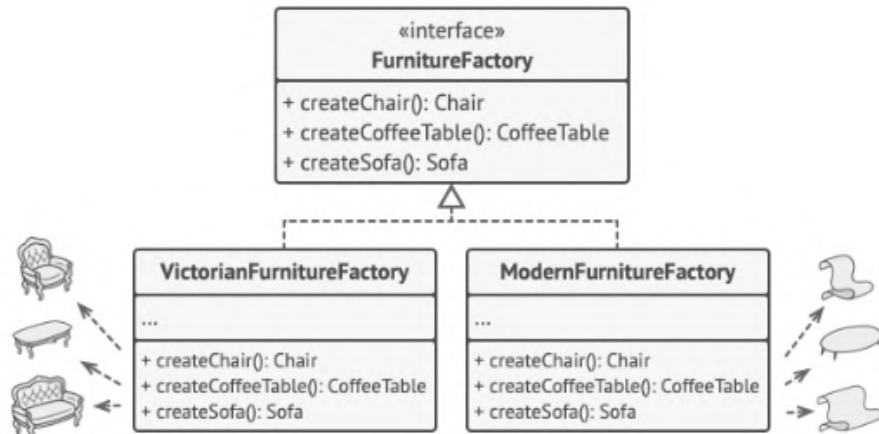 «interface»
FurnitureFactory
+ createChair(): Chair
+ createCoffeeTable(): CoffeeTable
+ createSofa(): Sofa
VictorianFurnitureFactory
...
+ createChair(): Chair
+ createCoffeeTable(): CoffeeTable
+ createSofa(): Sofa
ModernFurnitureFactory
...
+ createChair(): Chair
+ createCoffeeTable(): CoffeeTable
+ createSofa(): Sofa